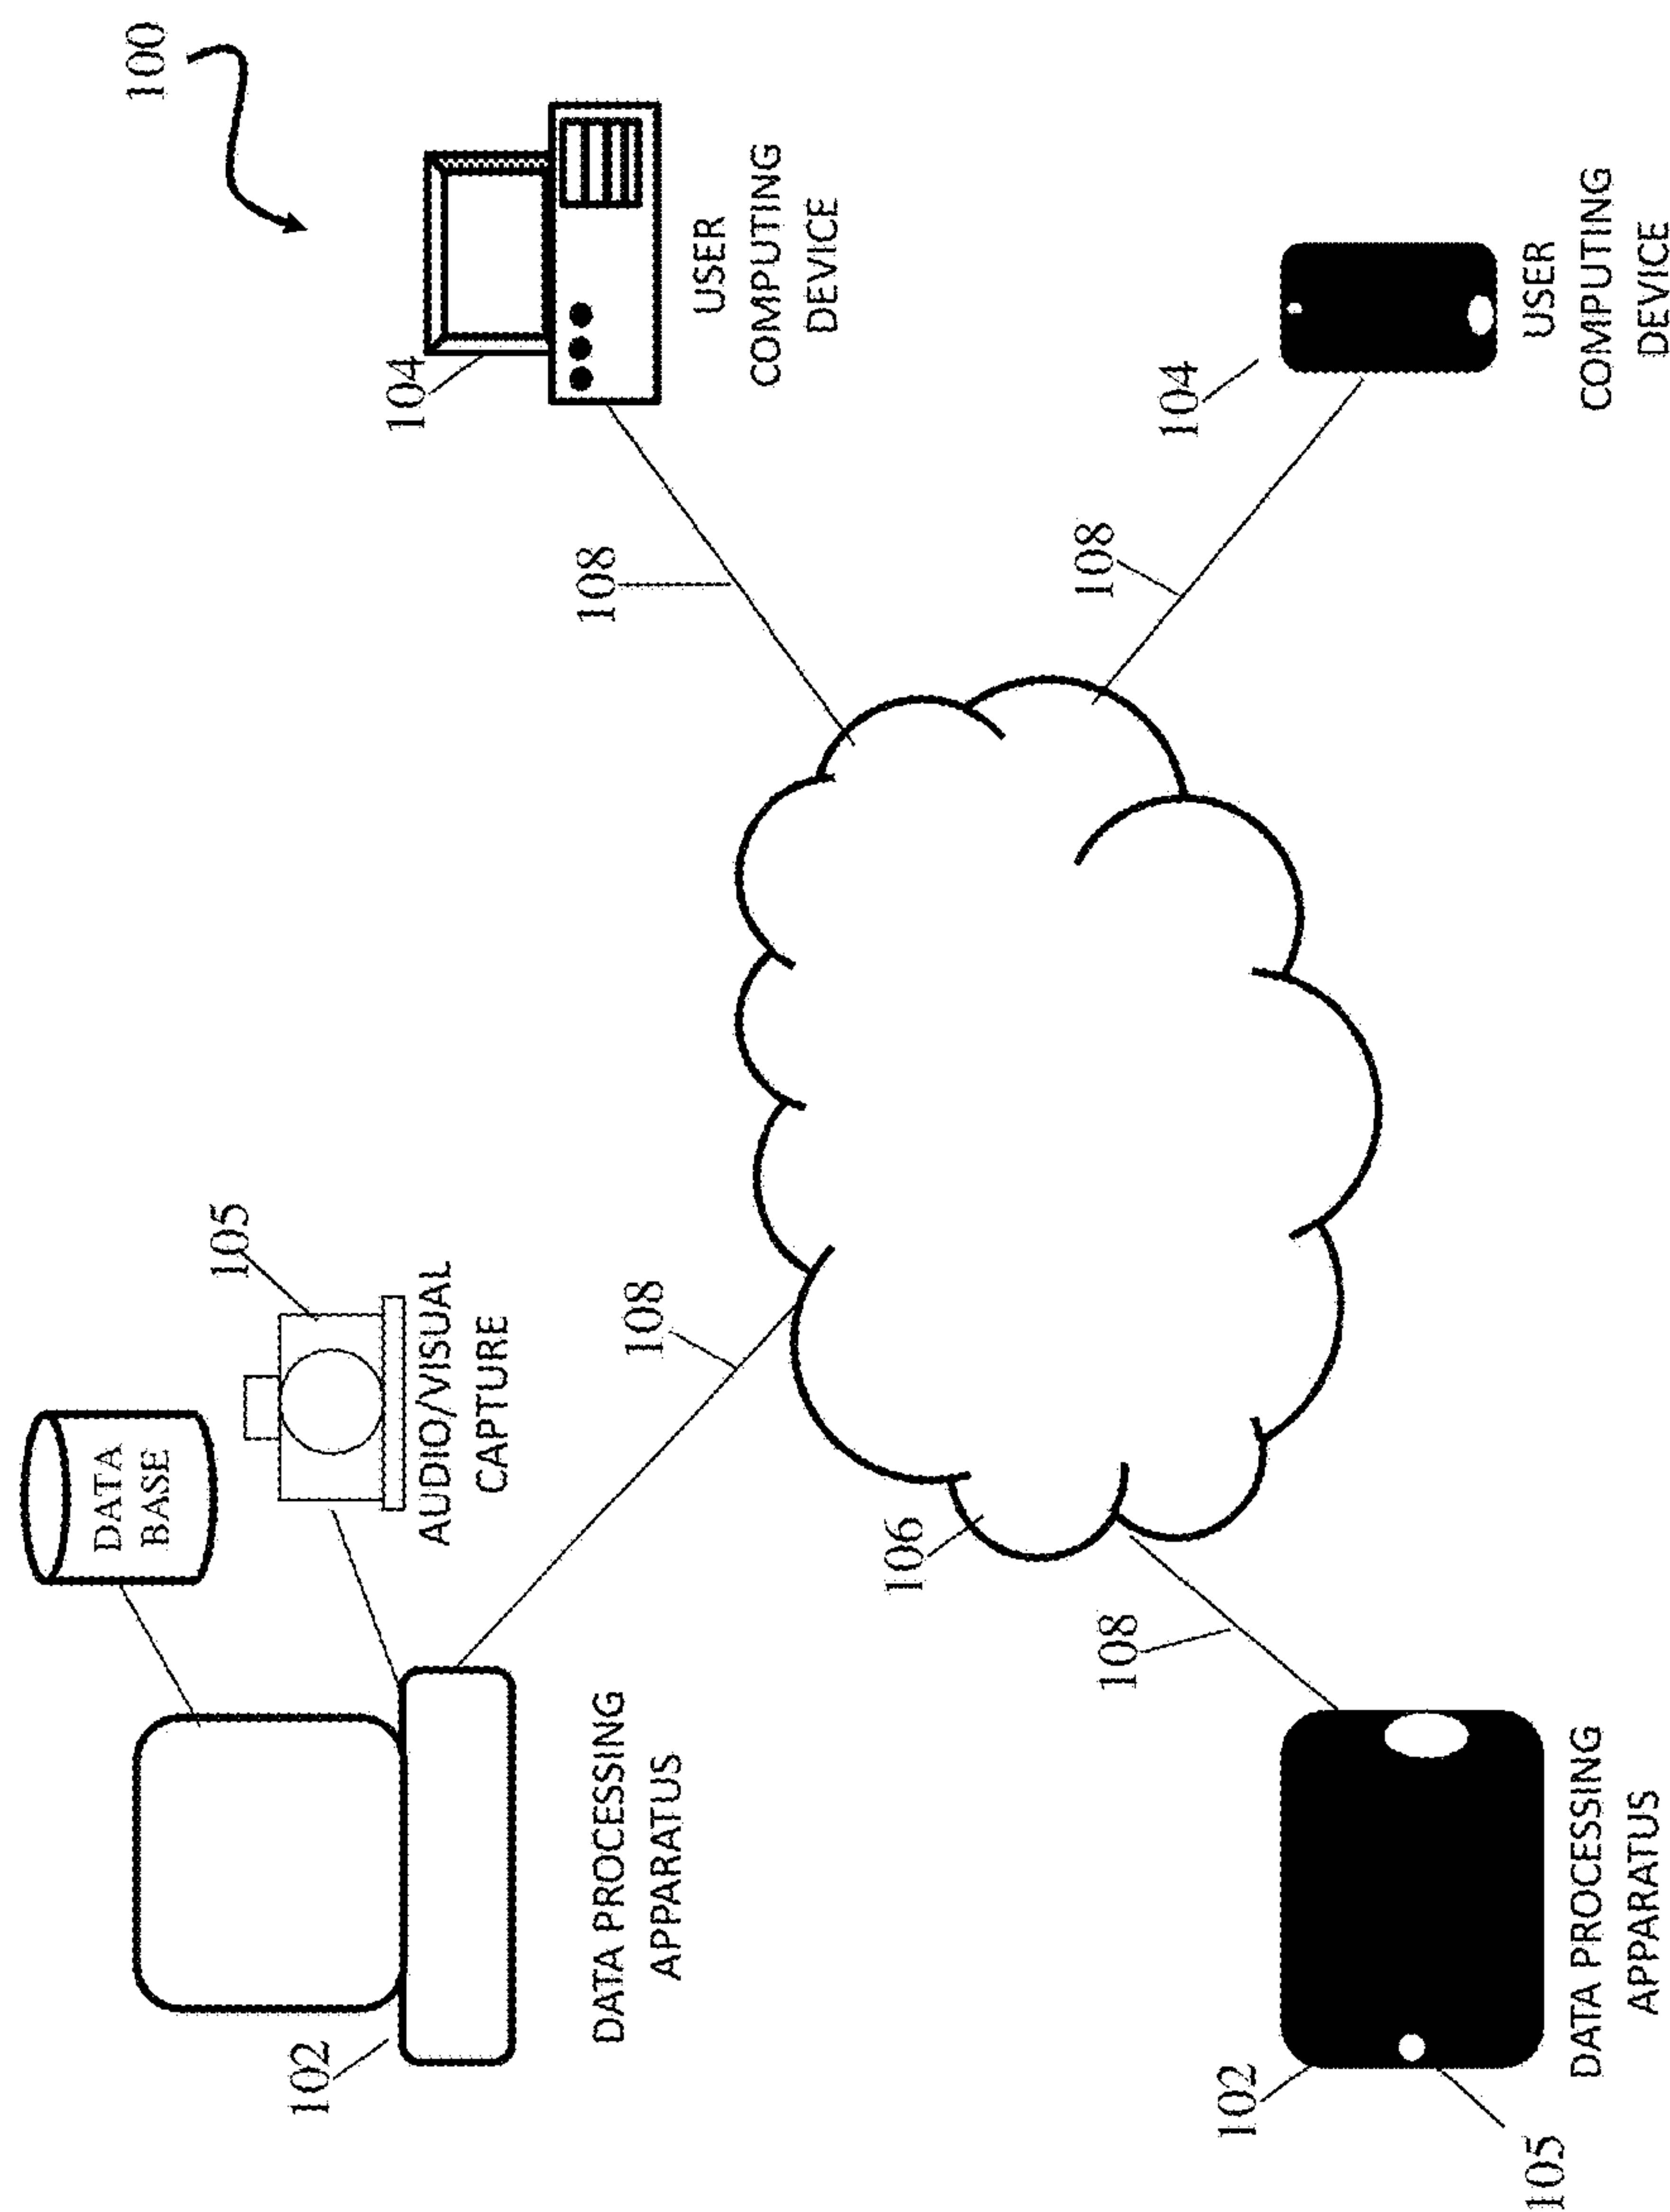 100
DATA
BASE
105
AUDIO/VISUAL
CAPTURE
102
DATA PROCESSING
APPARATUS
108
104
USER
COMPUTING
DEVICE
108
106
108
108
104
USER
COMPUTING
DEVICE
102
105
DATA PROCESSING
APPARATUS